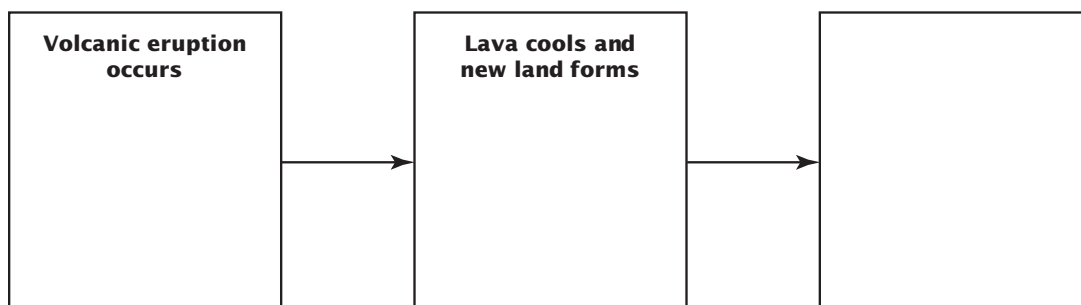 Volcanic eruption
occurs
Lava cools and
new land forms